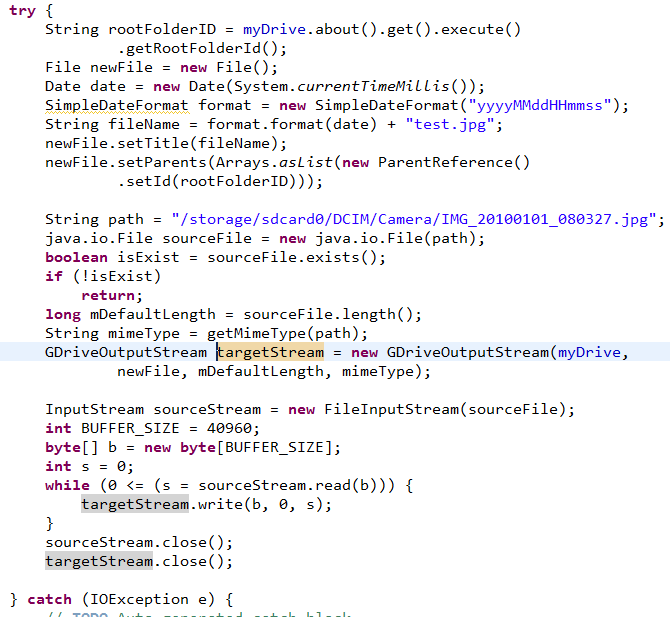 try {
    String rootFolderID = myDrive.about().get().execute()
            .getRootFolderId();
    File newFile = new File();
    Date date = new Date(System.currentTimeMillis());
    SimpleDateFormat format = new SimpleDateFormat("yyyyMMddHHmmss");
    String fileName = format.format(date) + "test.jpg";
    newFile.setTitle(fileName);
    newFile.setParents(Arrays.asList(new ParentReference()
            .setId(rootFolderID)));

    String path = "/storage/sdcard0/DCIM/Camera/IMG_20100101_080327.jpg";
    java.io.File sourceFile = new java.io.File(path);
    boolean isExist = sourceFile.exists();
    if (!isExist)
        return;
    long mDefaultLength = sourceFile.length();
    String mimeType = getMimeType(path);
    GDriveOutputStream targetStream = new GDriveOutputStream(myDrive,
            newFile, mDefaultLength, mimeType);

    InputStream sourceStream = new FileInputStream(sourceFile);
    int BUFFER_SIZE = 40960;
    byte[] b = new byte[BUFFER_SIZE];
    int s = 0;
    while (0 <= (s = sourceStream.read(b))) {
        targetStream.write(b, 0, s);
    }
    sourceStream.close();
    targetStream.close();

} catch (IOException e) {
    // TODO Auto-generated catch block